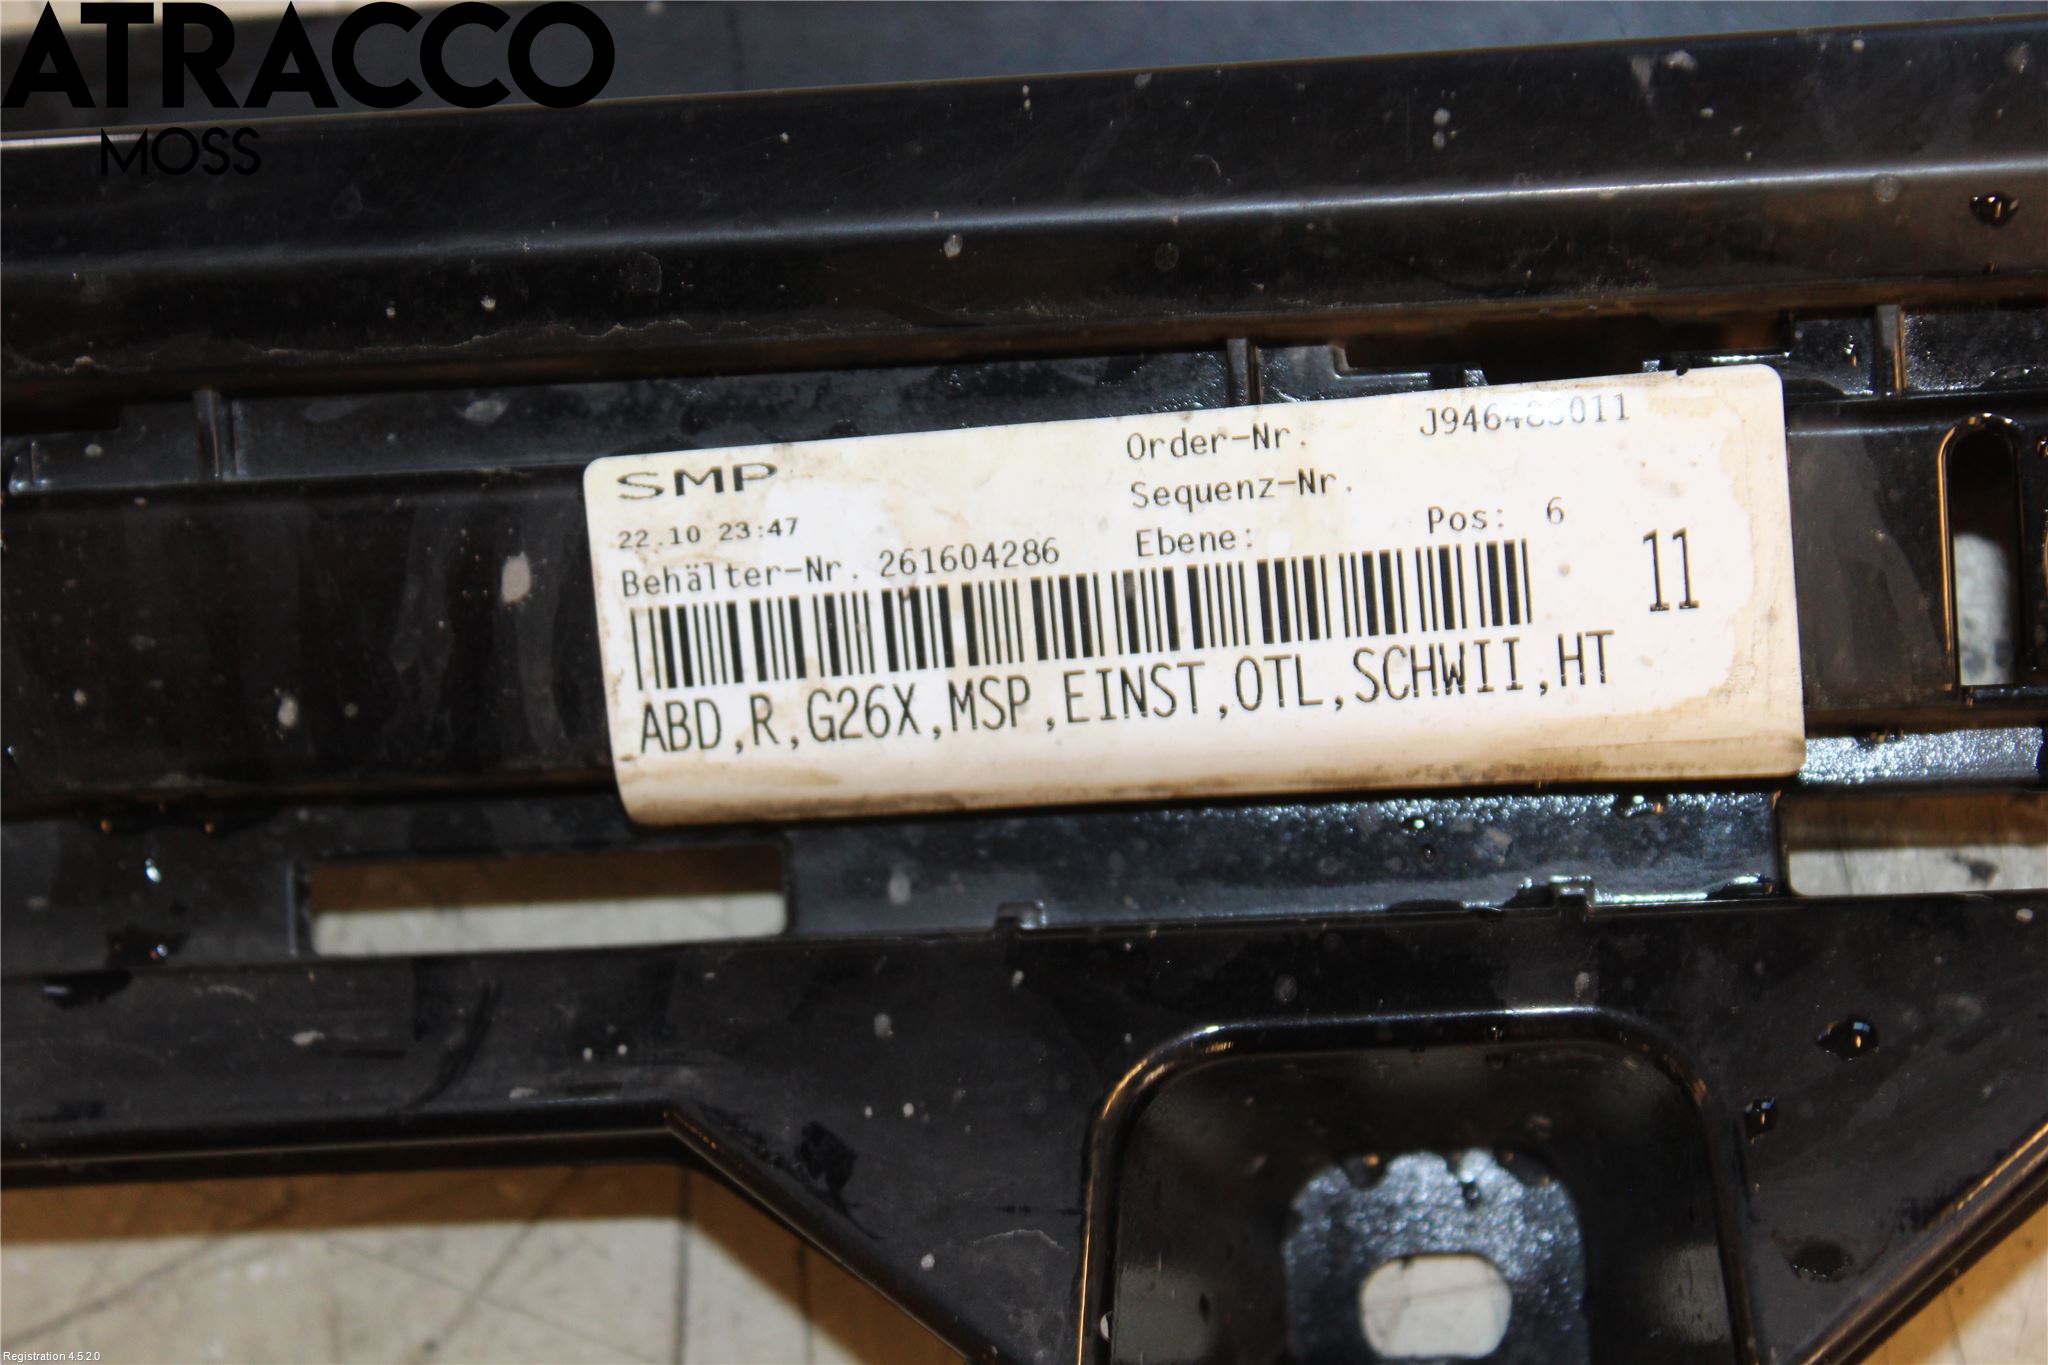 ATRACCO
MOSS
SMP
Order-Nr.
Sequenz-Nr.
22.10 23:47
Behälter-Nr. 261604286 Ebene: Pos: 6
11
ABD,R,G26X,MSP,EINST,OTL,SCHWII,HT
Registration 4.5.2.0